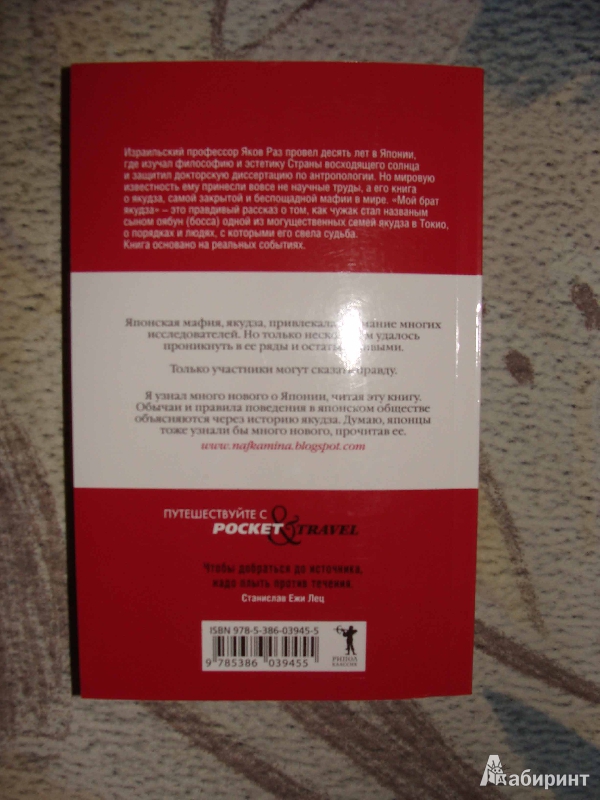 Израильский профессор Яков Раз провел десять лет в Японии,
где изучал философию и эстетику Страны восходящего солнца
и защитил докторскую диссертацию по антропологии. Но мировую
известность ему принесли вовсе не научные труды, а его книга
о якудза, самой закрытой и беспощадной мафии в мире. «Мой брат
якудза» – это правдивый рассказ о том, как чужак стал названым
сыном оябун (босса) одной из могущественных семей якудза в Токио,
о порядках и людях, с которыми его свела судьба.
Книга основано на реальных событиях.
Японская мафия, якудза, привлекала многих
исследователей. Но только удалось
проникнуть в ее ряды и
Только участники могут сказать правду.
Я узнал много нового о Японии, читая эту книгу.
Обычаи и правила поведения в японском обществе
объясняются через историю якудза. Думаю, японцы
тоже узнали бы много нового, прочитав ее.
www.nafkamina.blogspot.com
ПУТЕШЕСТВУЙТЕ С
POCKET&TRAVEL
Чтобы добраться до источника,
надо плыть против течения.
Станислав Ежи Лец
ISBN 978-5-386-03945-5
9 785386 039455
РИПОЛ
КЛАССИК
Лабиринт